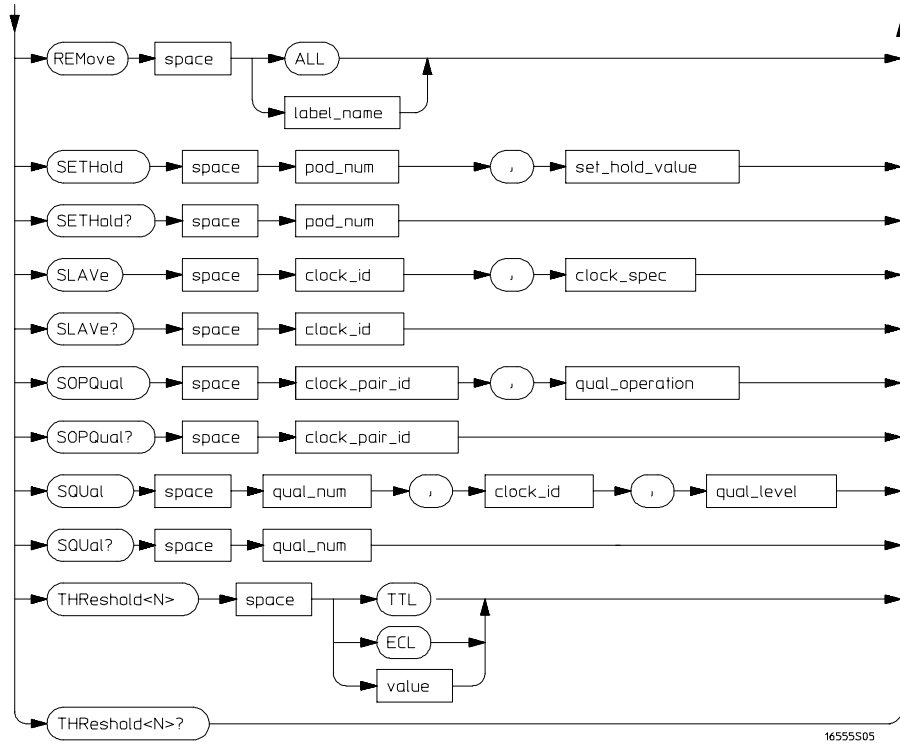 REMove space ALL
label_name
SETHold space pod_num , set_hold_value
SETHold? space pod_num
SLAVe space clock_id , clock_spec
SLAVe? space clock_id
SOPQual space clock_pair_id , qual_operation
SOPQual? space clock_pair_id
SQUal space qual_num , clock_id , qual_level
SQUal? space qual_num
THReshold<N> space TTL
ECL
value
THReshold<N>?
16555S05